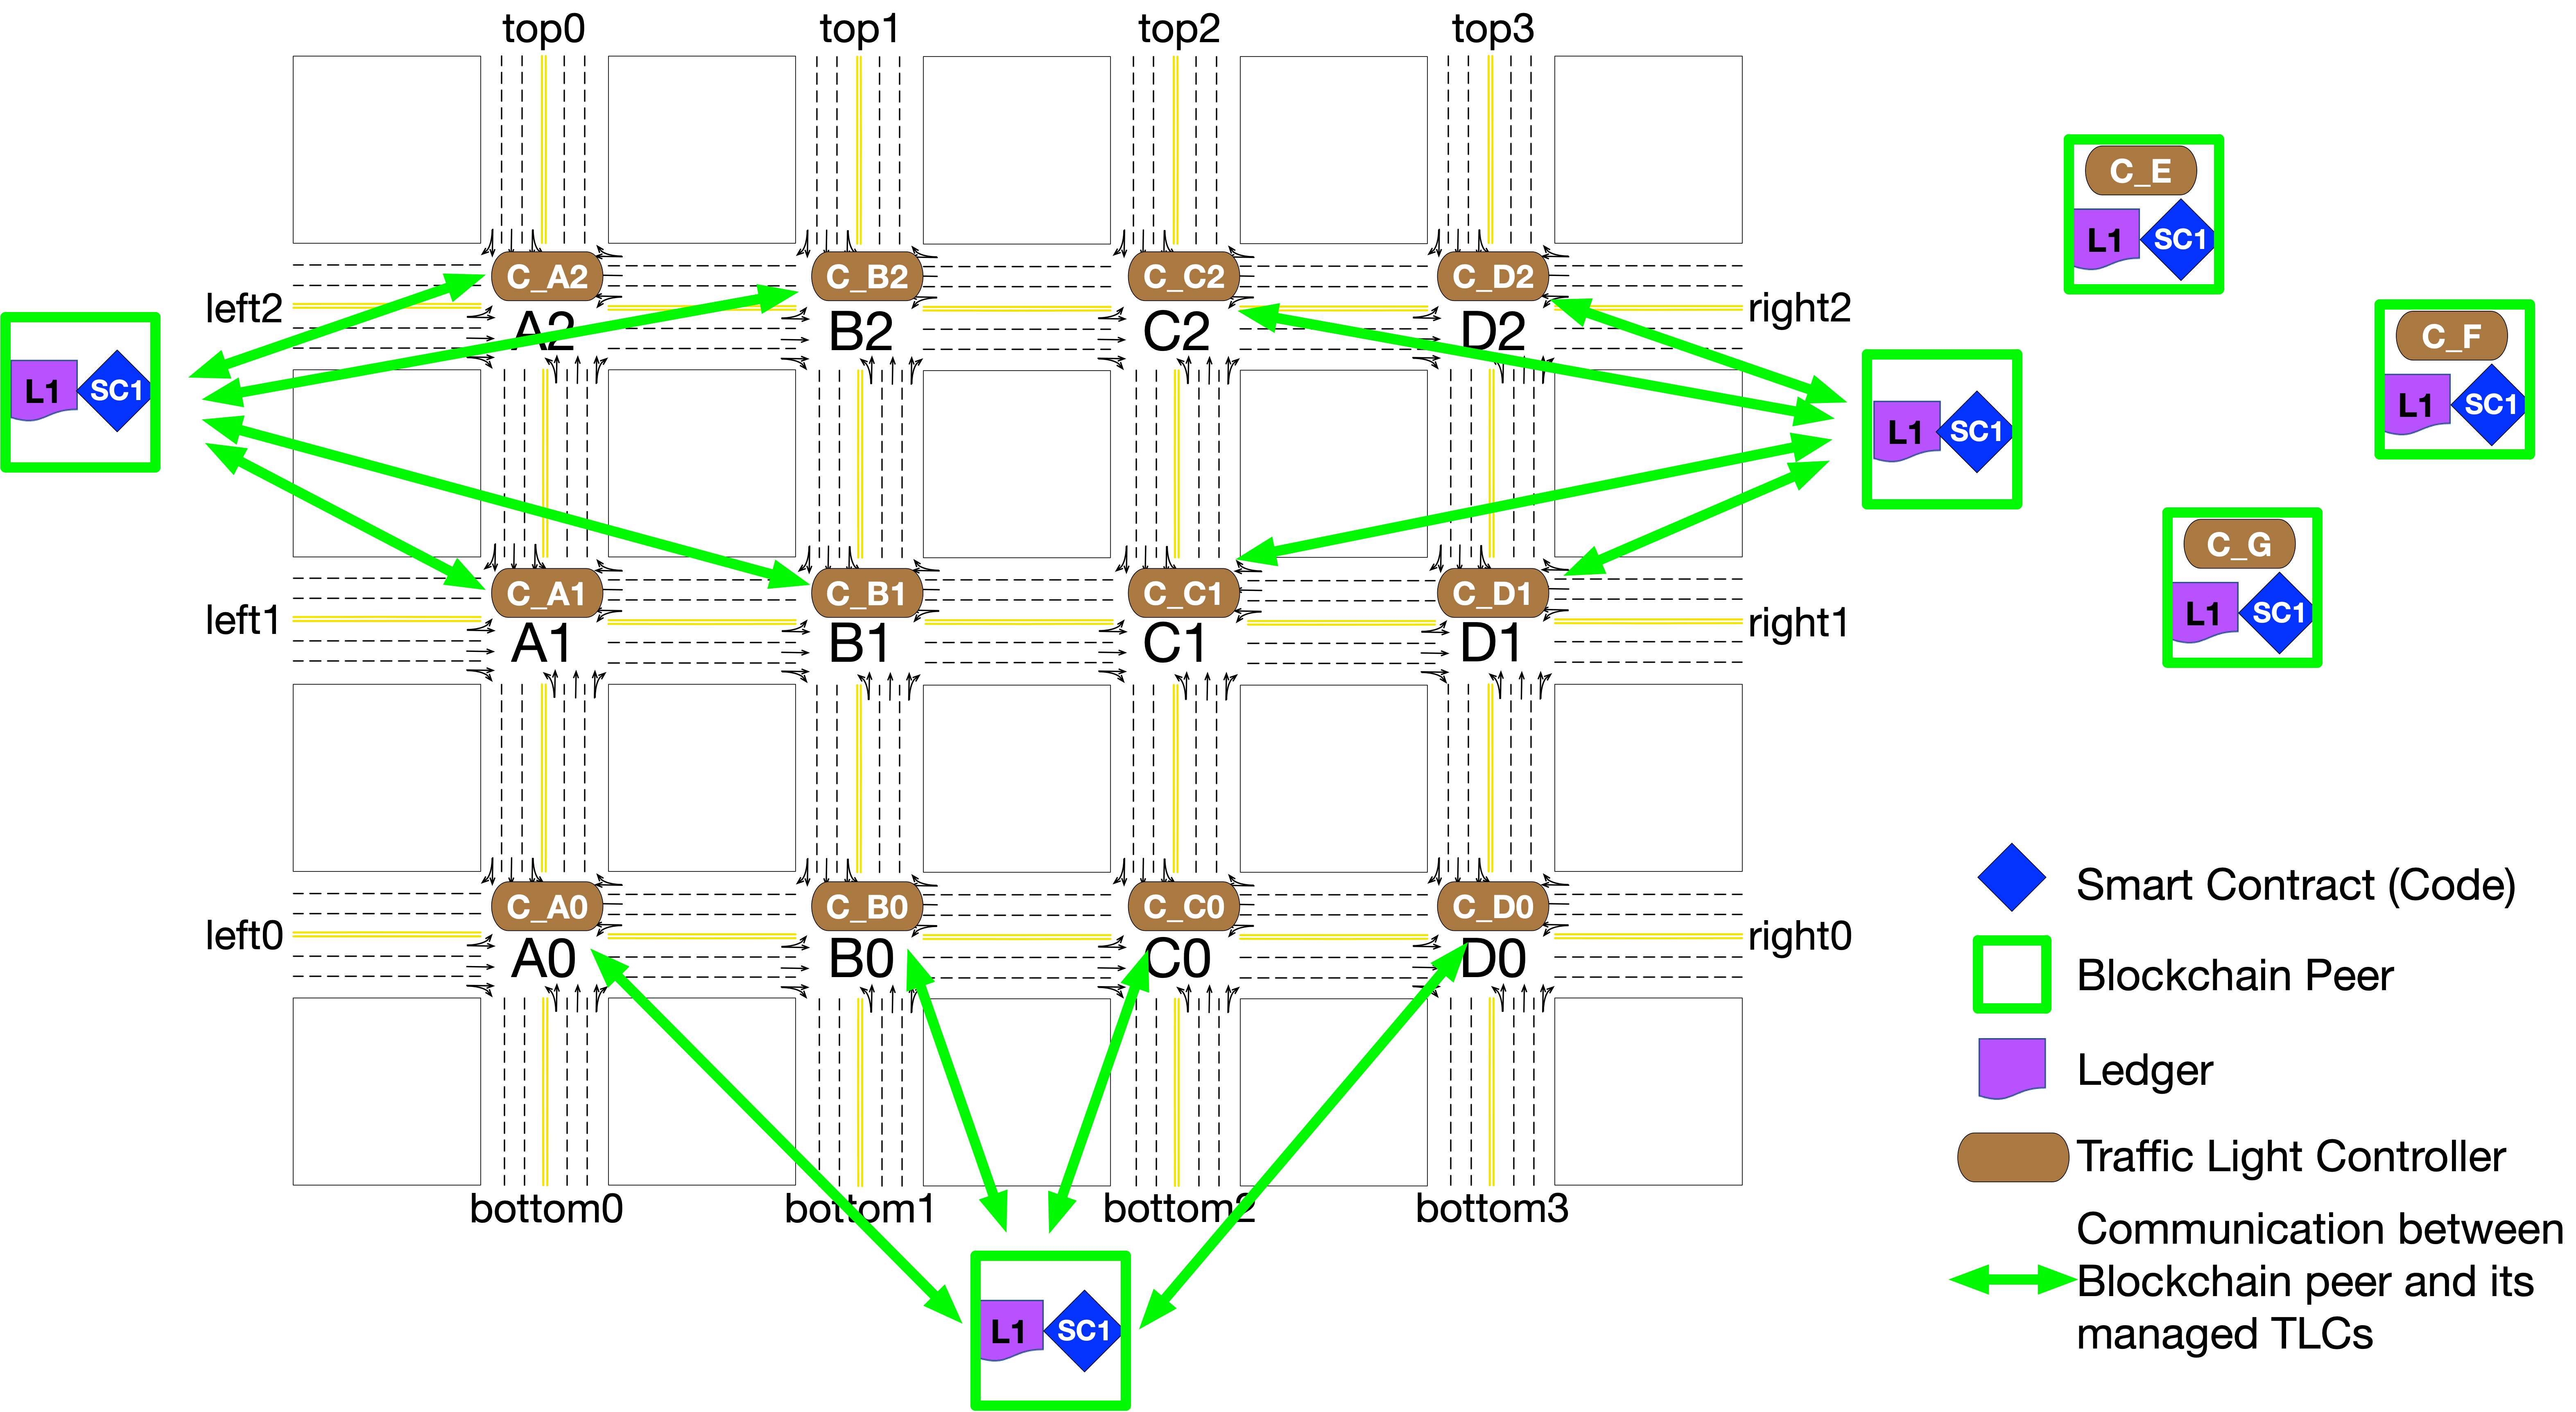 top0
top1
top2
top3
C_E
L1
SC1
C_A2
C_B2
C_C2
C_D2
left2
A2
B2
C2
D2
right2
C_F
L1
SC1
L1
SC1
L1
SC1
C_G
L1
SC1
C_A1
C_B1
C_C1
C_D1
left1
A1
B1
C1
D1
right1
C_A0
C_B0
C_C0
C_D0
left0
A0
B0
C0
D0
right0
bottom0
bottom1
bottom2
bottom3
L1
SC1
Smart Contract (Code)
Blockchain Peer
Ledger
Traffic Light Controller
Communication between
Blockchain peer and its
managed TLCs